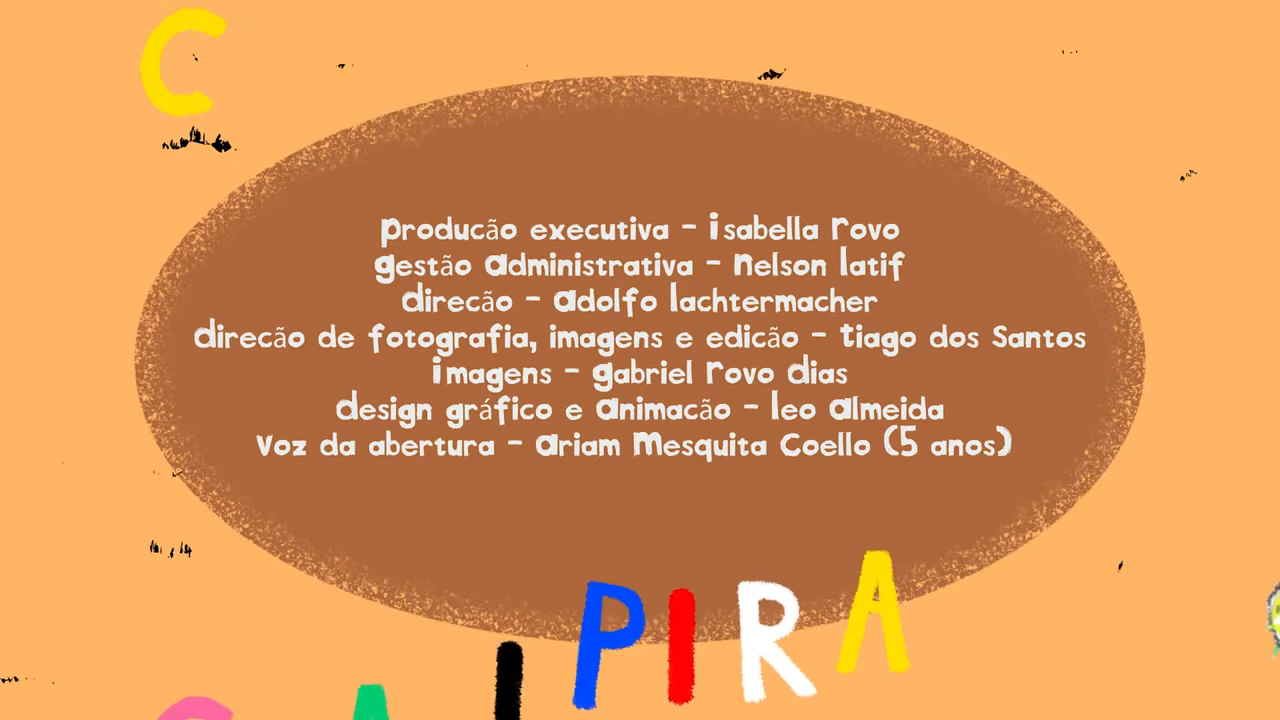 C
producão executiva - isabella rovo
gestão administrativa - nelson latif
direcão - adolfo lachtermacher
direcão de fotografia, imagens e edicão - tiago dos Santos
imagens - gabriel rovo dias
design gráfico e animacão - leo almeida
Voz da abertura - ariam mesquita Coello (5 anos)
CAIPIRA